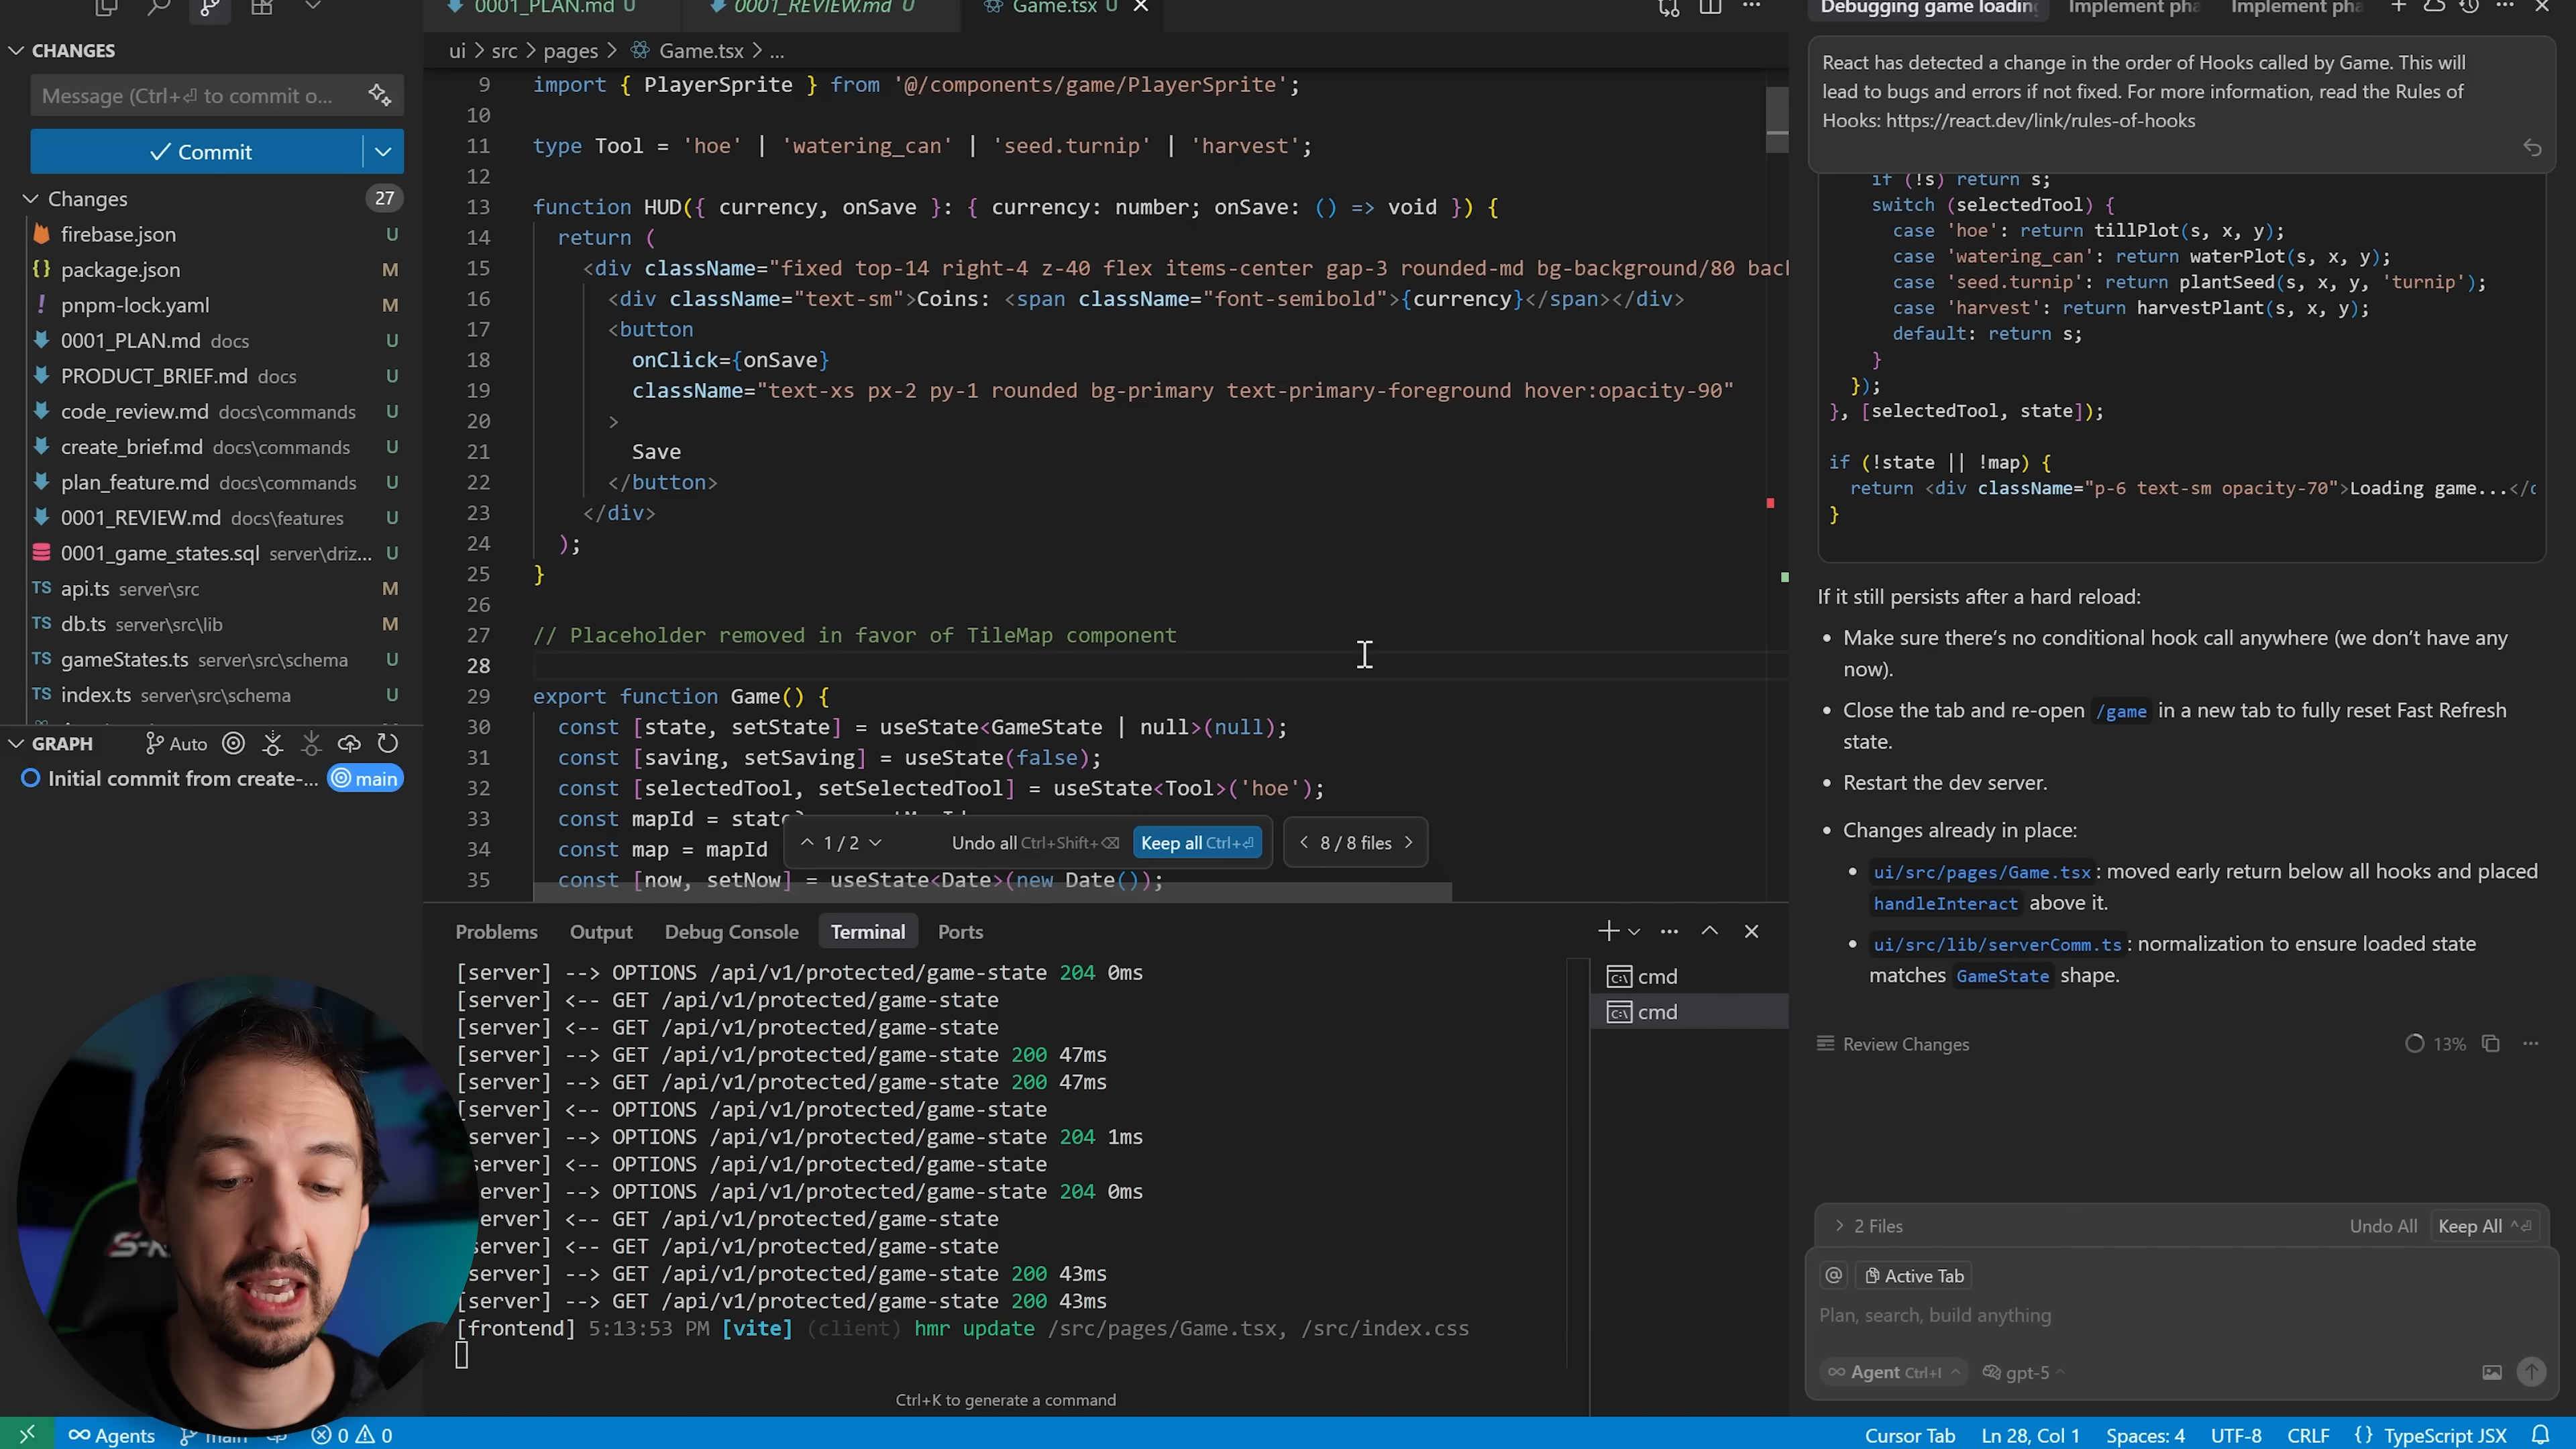 0001_PLAN.md U
0001_REVIEW.md U
Game.tsx U
CHANGES
Message (Ctrl+⏎ to commit o...
Commit
Changes 27
firebase.json U
package.json M
pnpm-lock.yaml M
0001_PLAN.md docs U
PRODUCT_BRIEF.md docs U
code_review.md docs\commands U
create_brief.md docs\commands U
plan_feature.md docs\commands U
0001_REVIEW.md docs\features U
0001_game_states.sql server\driz... U
TS api.ts server\src M
TS db.ts server\src\lib M
TS gameStates.ts server\src\schema U
TS index.ts server\src\schema U
GRAPH Auto
Initial commit from create-... main
ui > src > pages > Game.tsx > ...
9 import { PlayerSprite } from '@/components/game/PlayerSprite';
10
11 type Tool = 'hoe' | 'watering_can' | 'seed.turnip' | 'harvest';
12
13 function HUD({ currency, onSave }: { currency: number; onSave: () => void }) {
14 return (
15 <div className="fixed top-14 right-4 z-40 flex items-center gap-3 rounded-md bg-background/80 bac
16 <div className="text-sm">Coins: <span className="font-semibold">{currency}</span></div>
17 <button
18 onClick={onSave}
19 className="text-xs px-2 py-1 rounded bg-primary text-primary-foreground hover:opacity-90"
20 >
21 Save
22 </button>
23 </div>
24 );
25 }
26
27 // Placeholder removed in favor of TileMap component
28
29 export function Game() {
30 const [state, setState] = useState<GameState | null>(null);
31 const [saving, setSaving] = useState(false);
32 const [selectedTool, setSelectedTool] = useState<Tool>('hoe');
33 const mapId = state
34 const map = mapId
35 const [now, setNow] = useState<Date>(new Date());
1 / 2 Undo all Ctrl+Shift+⌫ Keep all Ctrl+⏎ < 8 / 8 files >
Problems Output Debug Console Terminal Ports
[server] --> OPTIONS /api/v1/protected/game-state 204 0ms
[server] <-- GET /api/v1/protected/game-state
[server] <-- GET /api/v1/protected/game-state
[server] --> GET /api/v1/protected/game-state 200 47ms
[server] --> GET /api/v1/protected/game-state 200 47ms
[server] <-- OPTIONS /api/v1/protected/game-state
server] --> OPTIONS /api/v1/protected/game-state 204 1ms
server] <-- OPTIONS /api/v1/protected/game-state
erver] --> OPTIONS /api/v1/protected/game-state 204 0ms
erver] <-- GET /api/v1/protected/game-state
server] <-- GET /api/v1/protected/game-state
server] --> GET /api/v1/protected/game-state 200 43ms
[server] --> GET /api/v1/protected/game-state 200 43ms
[frontend] 5:13:53 PM [vite] (client) hmr update /src/pages/Game.tsx, /src/index.css
Ctrl+K to generate a command
cmd
cmd
Debugging game loading
Implement pha
Implement pha
React has detected a change in the order of Hooks called by Game. This will
lead to bugs and errors if not fixed. For more information, read the Rules of
Hooks: https://react.dev/link/rules-of-hooks
if (!s) return s;
switch (selectedTool) {
case 'hoe': return tillPlot(s, x, y);
case 'watering_can': return waterPlot(s, x, y);
case 'seed.turnip': return plantSeed(s, x, y, 'turnip');
case 'harvest': return harvestPlant(s, x, y);
default: return s;
}
});
}, [selectedTool, state]);
if (!state || !map) {
return <div className="p-6 text-sm opacity-70">Loading game...</d
}
If it still persists after a hard reload:
• Make sure there's no conditional hook call anywhere (we don't have any
now).
• Close the tab and re-open /game in a new tab to fully reset Fast Refresh
state.
• Restart the dev server.
• Changes already in place:
• ui/src/pages/Game.tsx: moved early return below all hooks and placed
handleInteract above it.
• ui/src/lib/serverComm.ts: normalization to ensure loaded state
matches GameState shape.
Review Changes 13%
> 2 Files Undo All Keep All ^⏎
@ Active Tab
Plan, search, build anything
∞ Agent Ctrl+I gpt-5
∞ Agents main 0 0
Cursor Tab Ln 28, Col 1 Spaces: 4 UTF-8 CRLF {} TypeScript JSX